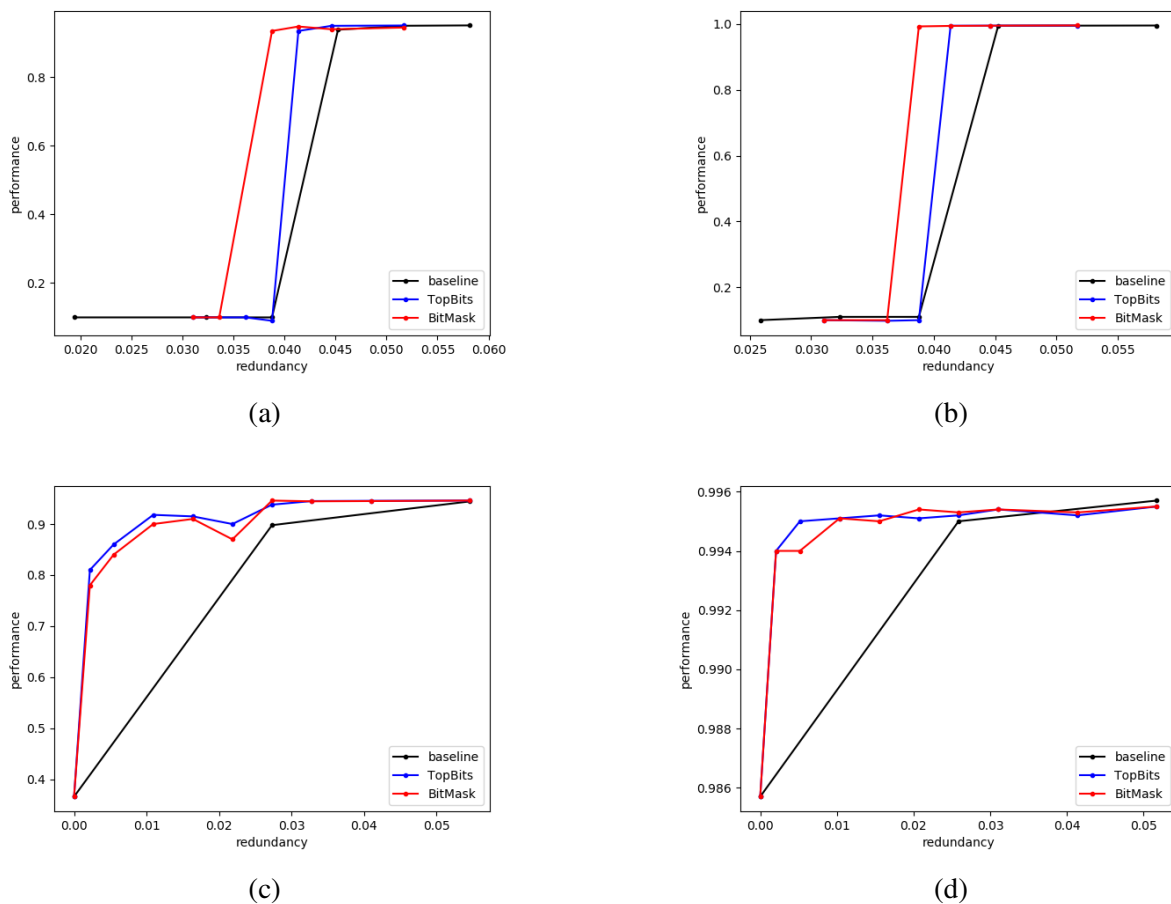 0.8
0.6
0.4
0.2
performance
baseline
TopBits
BitMask
0.020 0.025 0.030 0.035 0.040 0.045 0.050 0.055 0.060
redundancy
(a)
1.0
0.8
0.6
0.4
0.2
performance
baseline
TopBits
BitMask
0.025 0.030 0.035 0.040 0.045 0.050 0.055
redundancy
(b)
0.9
0.8
0.7
0.6
0.5
0.4
performance
baseline
TopBits
BitMask
0.00 0.01 0.02 0.03 0.04 0.05
redundancy
(c)
0.996
0.994
0.992
0.990
0.988
0.986
performance
baseline
TopBits
BitMask
0.00 0.01 0.02 0.03 0.04 0.05
redundancy
(d)